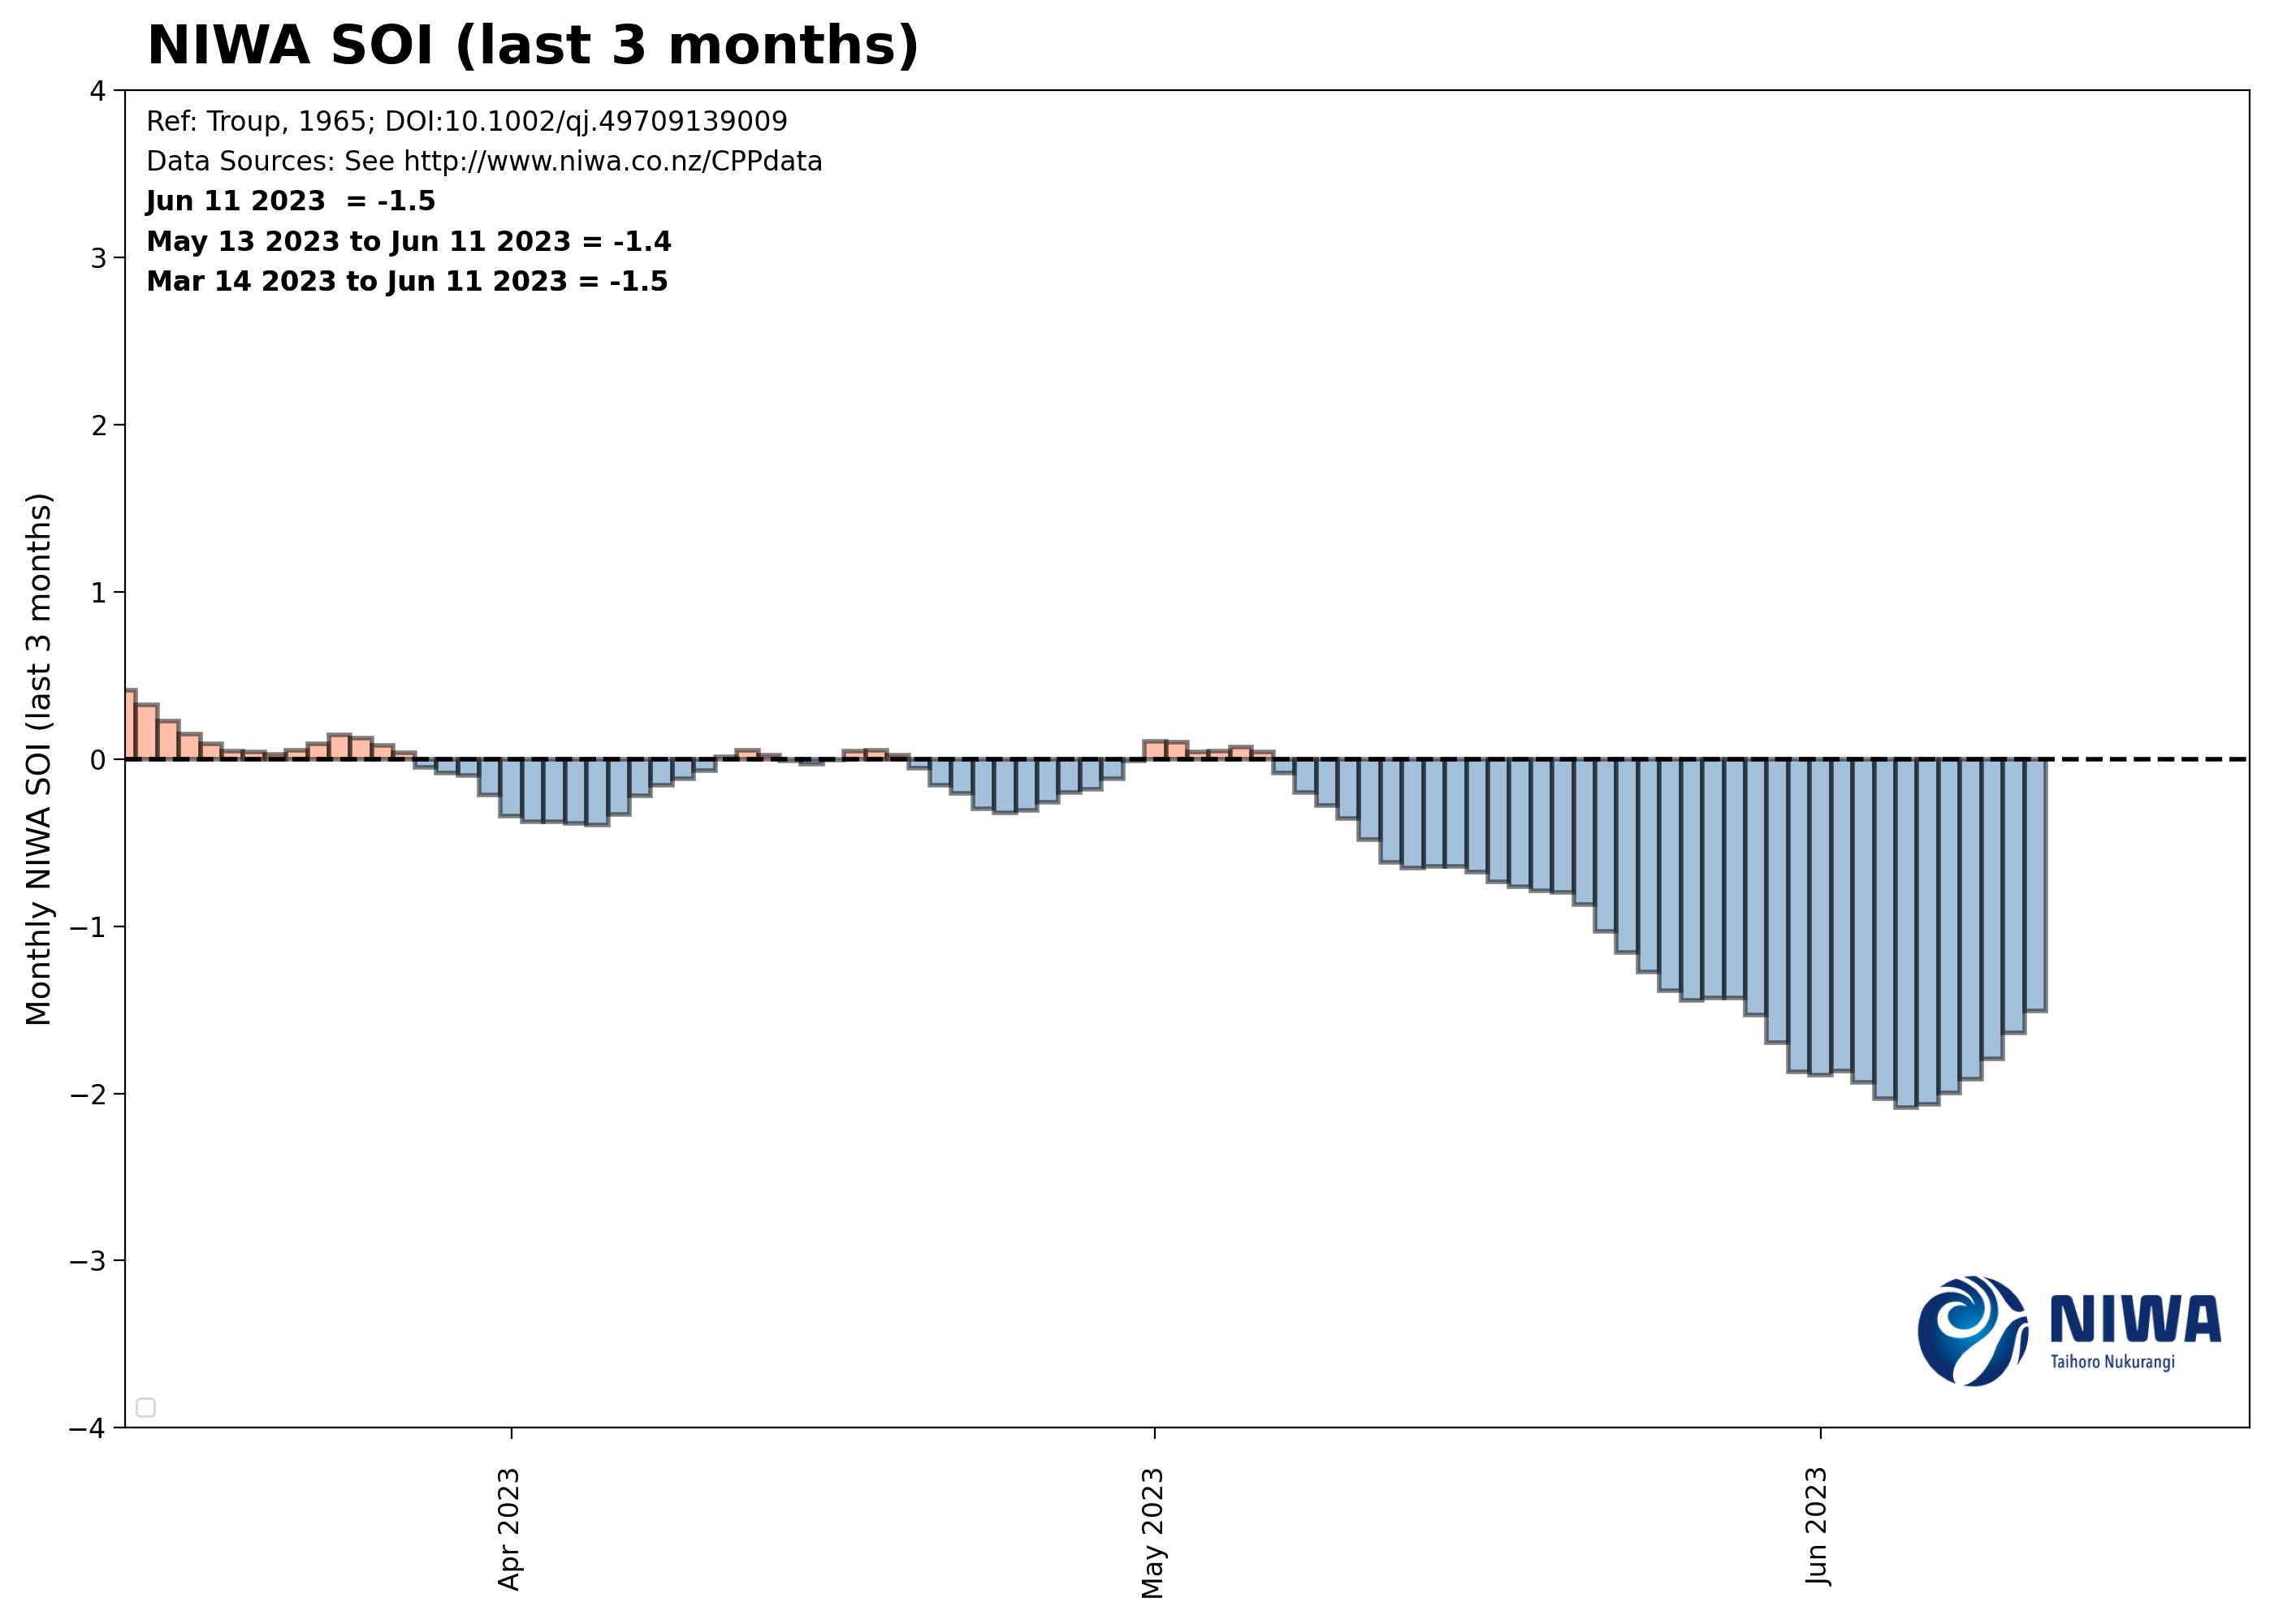 NIWA SOI (last 3 months)
Ref: Troup, 1965; DOI:10.1002/qj.49709139009
Data Sources: See http://www.niwa.co.nz/CPPdata
Jun 11 2023  = -1.5
May 13 2023 to Jun 11 2023 = -1.4
Mar 14 2023 to Jun 11 2023 = -1.5
Monthly NIWA SOI (last 3 months)
4
3
2
1
0
−1
−2
−3
−4
Apr 2023
May 2023
Jun 2023
NIWA
Taihoro Nukurangi